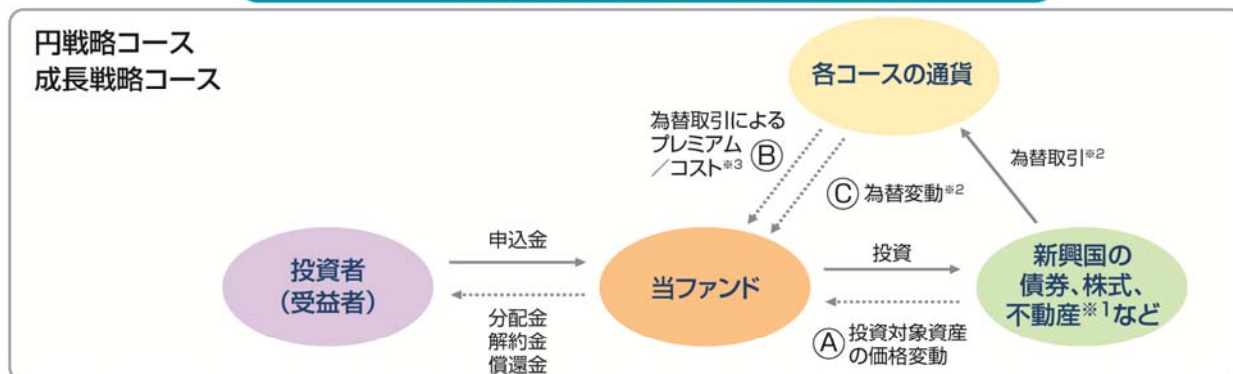 円戦略コース
成長戦略コース
各コースの通貨
為替取引による
プレミアム
／コスト※3 Ⓑ
為替取引※2
Ⓒ 為替変動※2
申込金
投資
投資者
（受益者）
当ファンド
新興国の
債券、株式、
不動産※1など
分配金
解約金
償還金
Ⓐ 投資対象資産
の価格変動